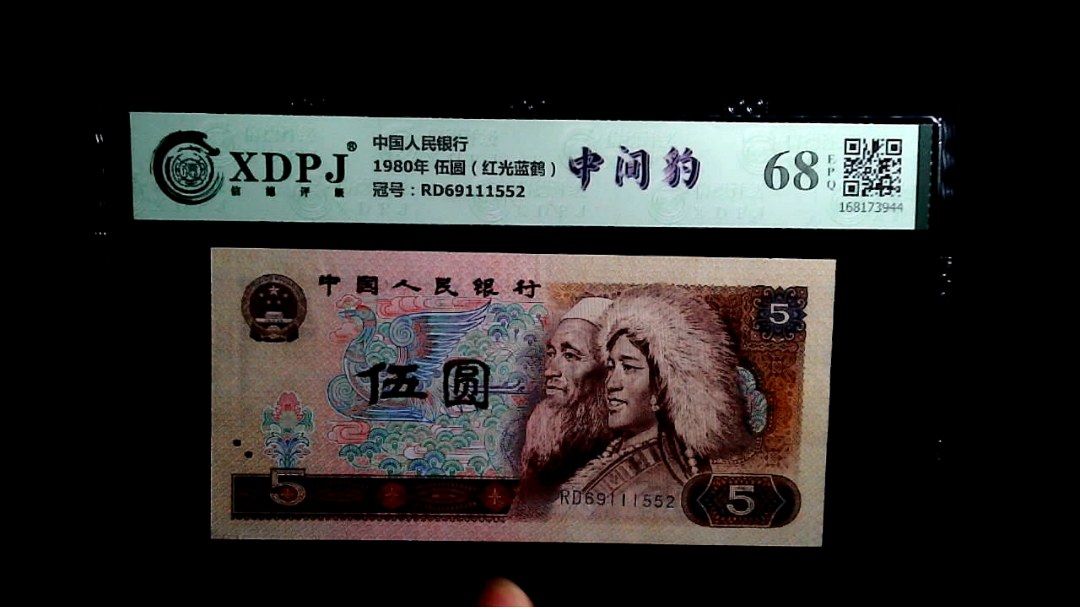 XDPJ®
信德评级
中国人民银行
1980年 伍圆（红光蓝鹤）
冠号：RD69111552
中间豹
68
EPQ
168173944
中国人民银行
5
伍圆
5
RD69111552
5